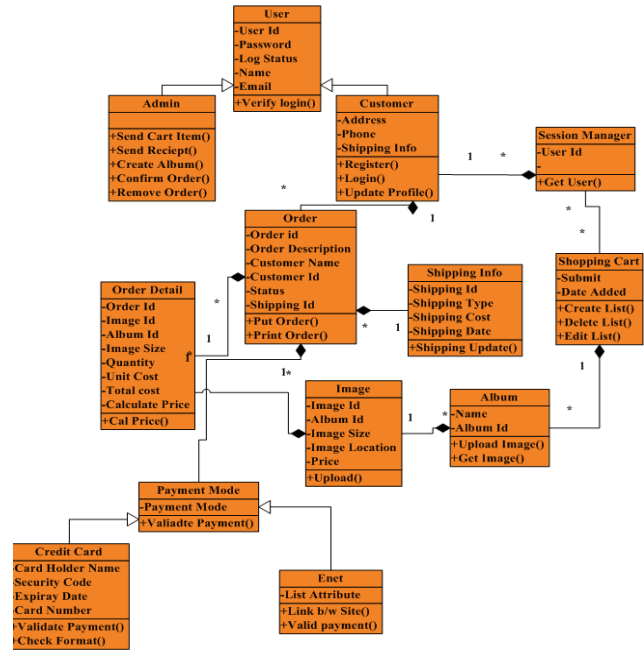 User
-User Id
-Password
-Log Status
-Name
-Email
+Verify login()
Admin
+Send Cart Item()
+Send Reciept()
+Create Album()
+Confirm Order()
+Remove Order()
Customer
-Address
-Phone
-Shipping Info
+Register()
+Login()
+Update Profile()
1
*
Session Manager
-User Id
-
+Get User()
*
1
*
*
Order
-Order id
-Order Description
-Customer Name
-Customer Id
-Status
-Shipping Id
+Put Order()
+Print Order()
Shipping Info
-Shipping Id
-Shipping Type
-Shipping Cost
-Shipping Date
+Shipping Update()
*
1
Shopping Cart
-Submit
-Date Added
+Create List()
+Delete List()
+Edit List()
1
*
Order Detail
-Order Id
-Image Id
-Album Id
-Image Size
-Quantity
-Unit Cost
-Total cost
-Calculate Price
+Cal Price()
*
1
1*
Image
-Image Id
-Album Id
-Image Size
-Image Location
-Price
+Upload()
1
*
Album
-Name
-Album Id
+Upload Image()
+Get Image()
Payment Mode
-Payment Mode
+Valiadte Payment()
Credit Card
-Card Holder Name
-Security Code
-Expiray Date
-Card Number
+Validate Payment()
+Check Format()
Enet
-List Attribute
+Link b/w Site()
+Valid payment()